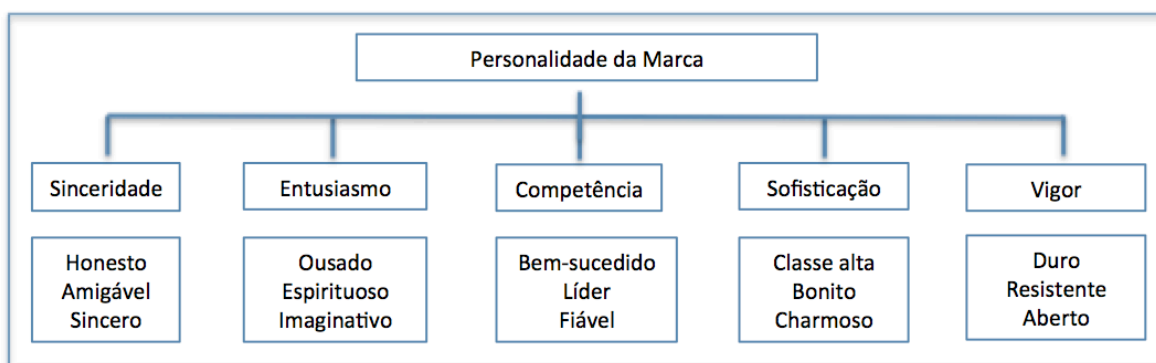 Personalidade da Marca
Sinceridade
Entusiasmo
Competência
Sofisticação
Vigor
Honesto
Amigável
Sincero
Ousado
Espirituoso
Imaginativo
Bem-sucedido
Líder
Fiável
Classe alta
Bonito
Charmoso
Duro
Resistente
Aberto